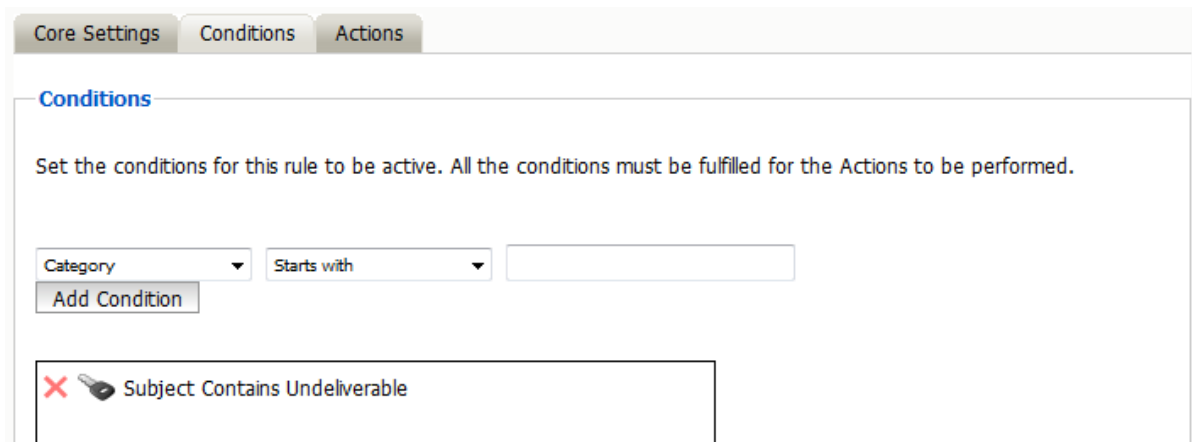 Core Settings Conditions Actions
Conditions
Set the conditions for this rule to be active. All the conditions must be fulfilled for the Actions to be performed.
Category Starts with
Add Condition
Subject Contains Undeliverable